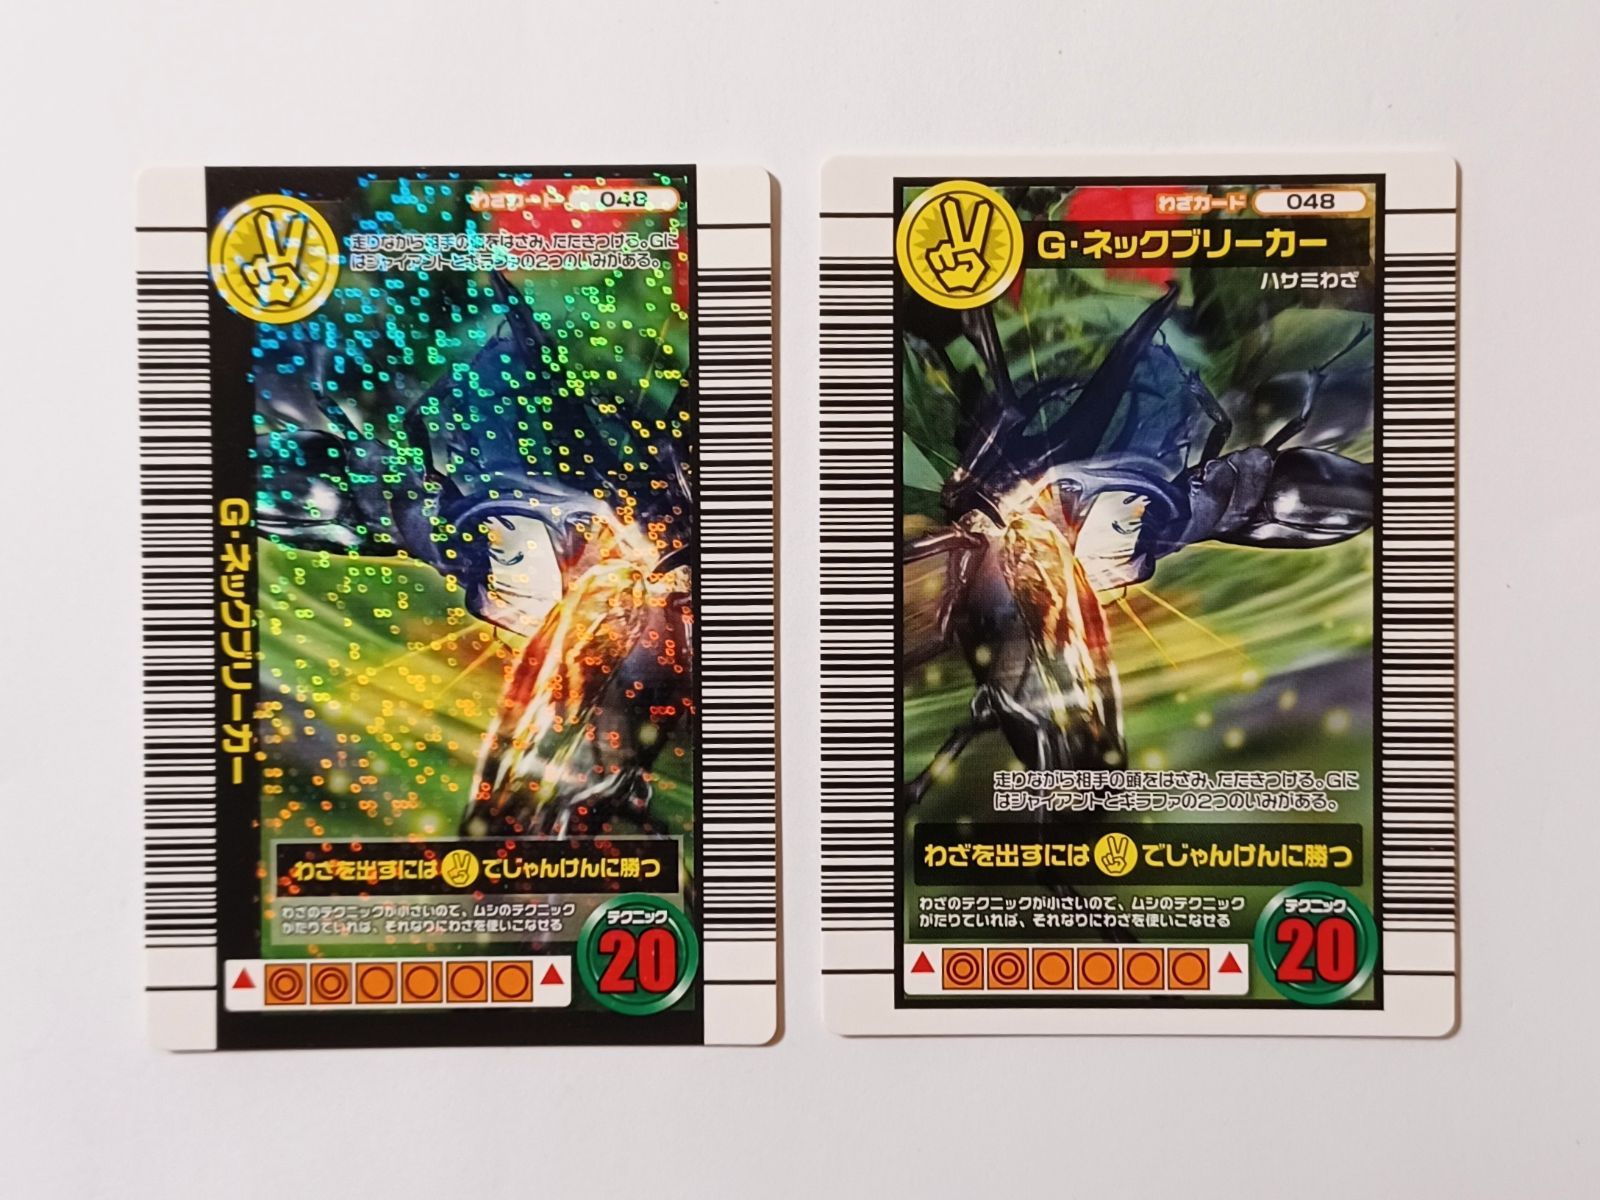 わざカード 048
走りながら相手の頭をはさみ、たたきつける。Gに
はジャイアントとギラファの2つのいみがある。
G・ネックブリーカー
わざを出すには でじゃんけんに勝つ
わざのテクニックが小さいので、ムシのテクニック
がたりていれば、それなりにわざを使いこなせる
テクニック
20
わざカード 048
G・ネックブリーカー
ハサミわざ
走りながら相手の頭をはさみ、たたきつける。Gに
はジャイアントとギラファの2つのいみがある。
わざを出すには でじゃんけんに勝つ
わざのテクニックが小さいので、ムシのテクニック
がたりていれば、それなりにわざを使いこなせる
テクニック
20